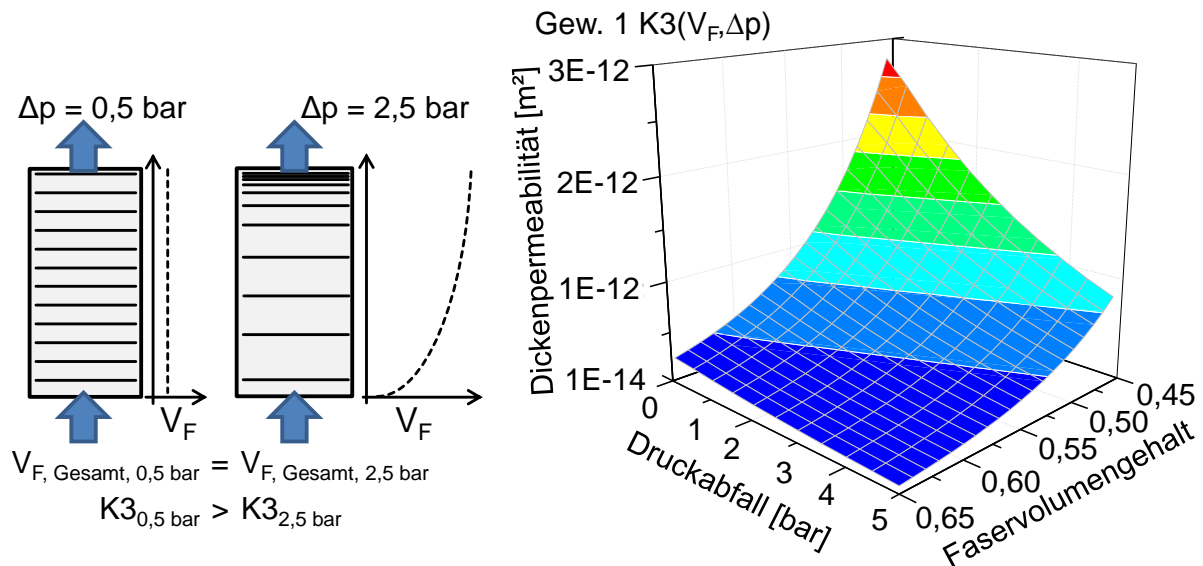 Gew. 1 K3(V_F,Δp)
Δp = 0,5 bar
Δp = 2,5 bar
V_F
V_F
V_F, Gesamt, 0,5 bar = V_F, Gesamt, 2,5 bar
K3_0,5 bar > K3_2,5 bar
Dickenpermeabilität [m²]
3E-12
2E-12
1E-12
1E-14
0
1
2
3
4
5
Druckabfall [bar]
0,45
0,50
0,55
0,60
0,65
Faservolumengehalt